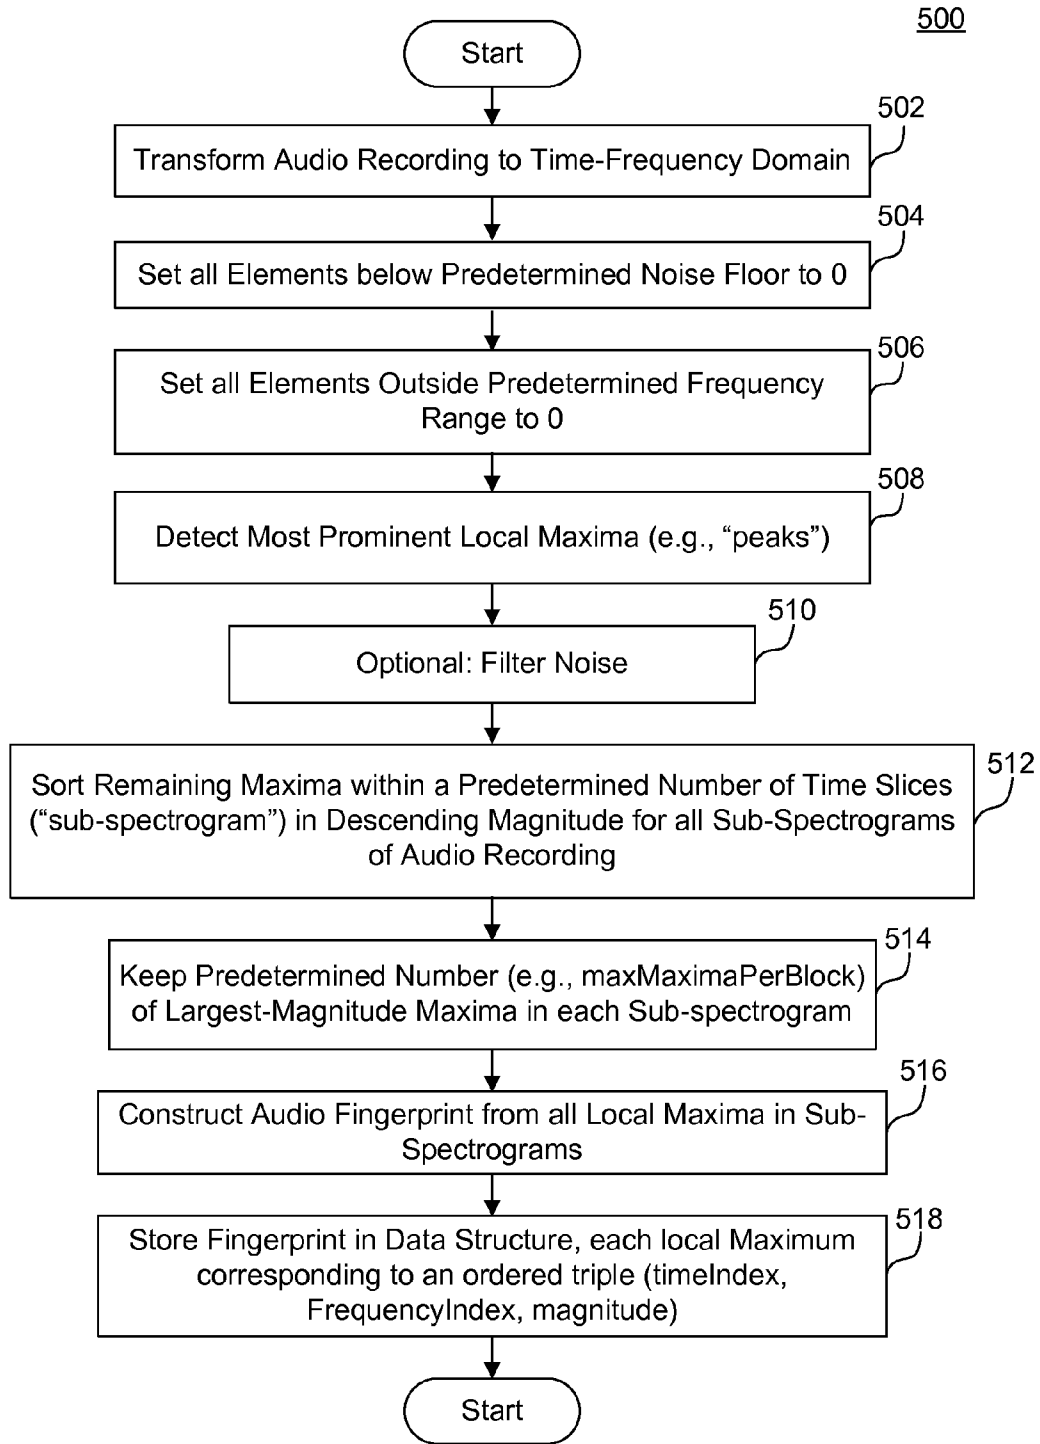 500
Start
502
Transform Audio Recording to Time-Frequency Domain
504
Set all Elements below Predetermined Noise Floor to 0
506
Set all Elements Outside Predetermined Frequency
Range to 0
508
Detect Most Prominent Local Maxima (e.g., “peaks”)
510
Optional: Filter Noise
512
Sort Remaining Maxima within a Predetermined Number of Time Slices
(“sub-spectrogram”) in Descending Magnitude for all Sub-Spectrograms
of Audio Recording
514
Keep Predetermined Number (e.g., maxMaximaPerBlock)
of Largest-Magnitude Maxima in each Sub-spectrogram
516
Construct Audio Fingerprint from all Local Maxima in Sub-
Spectrograms
518
Store Fingerprint in Data Structure, each local Maximum
corresponding to an ordered triple (timeIndex,
FrequencyIndex, magnitude)
Start